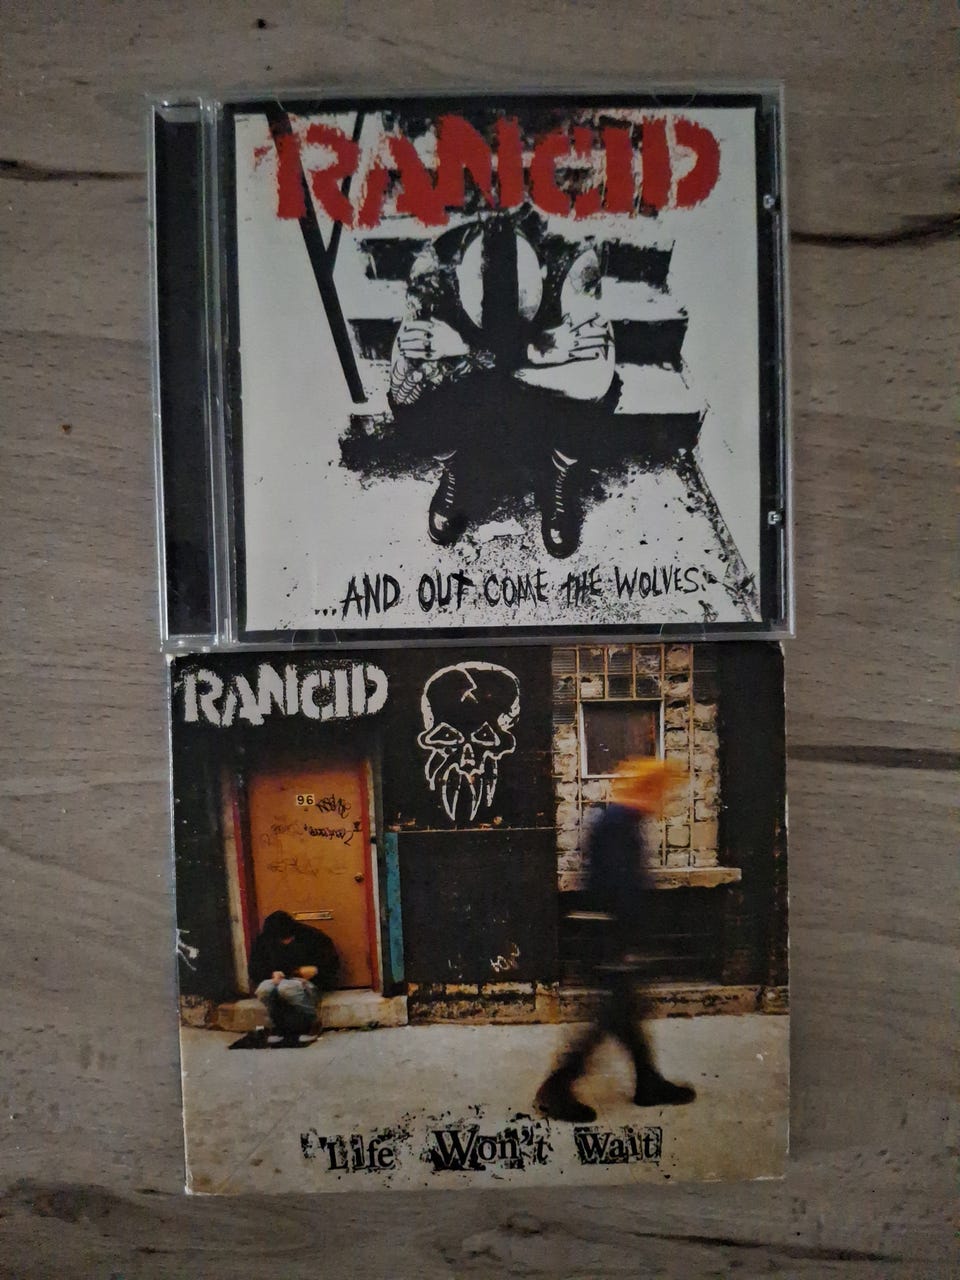 RANCID
...AND OUT COME THE WOLVES
RANCID
96
Life Won't Wait